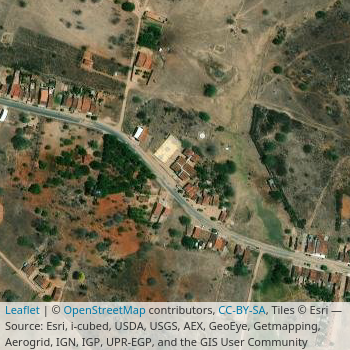 Leaflet | © OpenStreetMap contributors, CC-BY-SA, Tiles © Esri —
Source: Esri, i-cubed, USDA, USGS, AEX, GeoEye, Getmapping,
Aerogrid, IGN, IGP, UPR-EGP, and the GIS User Community